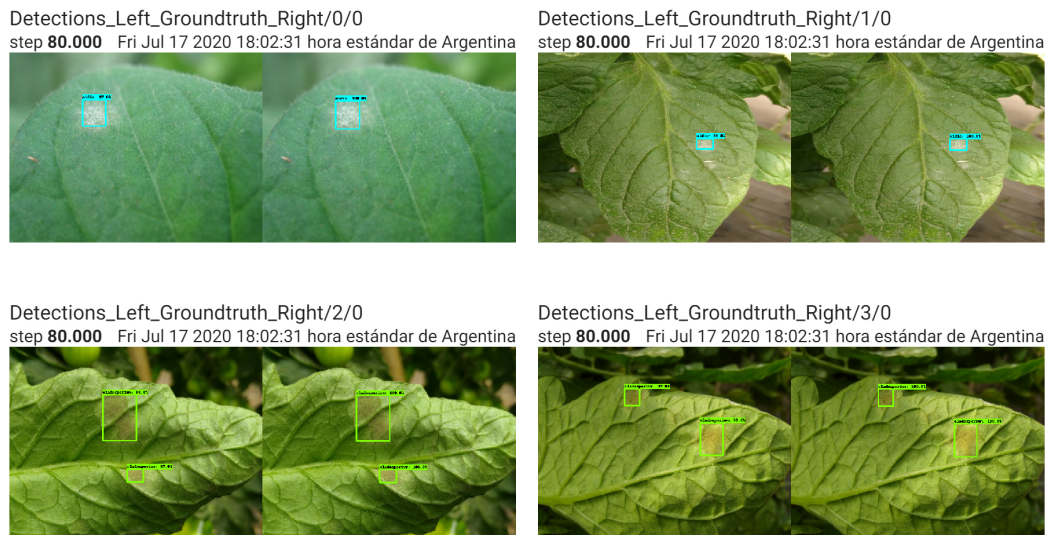 Detections_Left_Groundtruth_Right/0/0
step 80.000 Fri Jul 17 2020 18:02:31 hora estándar de Argentina
Detections_Left_Groundtruth_Right/1/0
step 80.000 Fri Jul 17 2020 18:02:31 hora estándar de Argentina
Detections_Left_Groundtruth_Right/2/0
step 80.000 Fri Jul 17 2020 18:02:31 hora estándar de Argentina
Detections_Left_Groundtruth_Right/3/0
step 80.000 Fri Jul 17 2020 18:02:31 hora estándar de Argentina